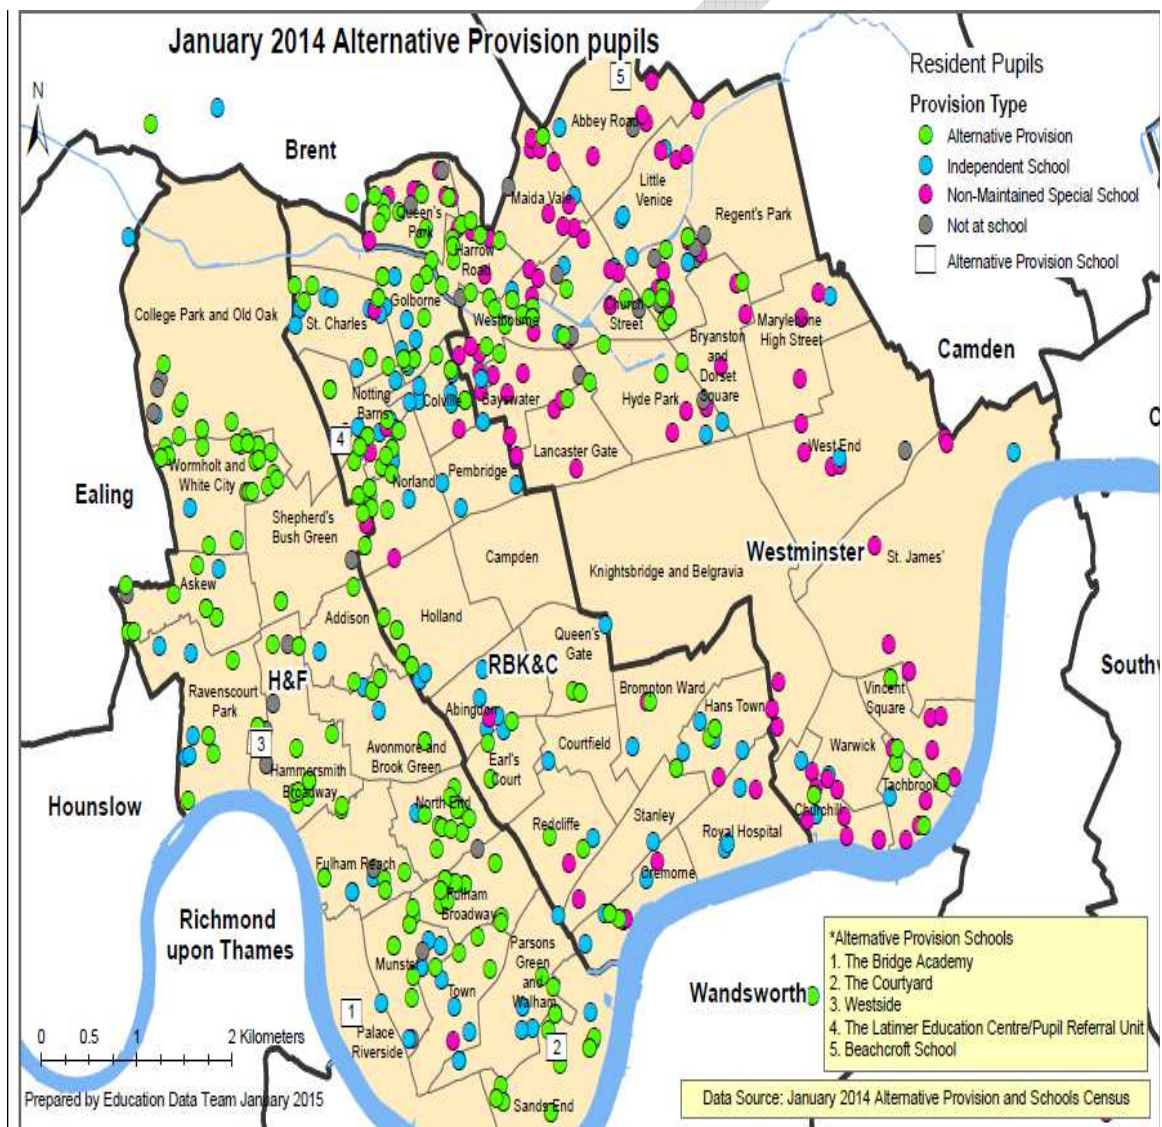 January 2014 Alternative Provision pupils
N
Resident Pupils
Provision Type
Alternative Provision
Independent School
Non-Maintained Special School
Not at school
Alternative Provision School
5
Brent
Abbey Road
Little
Venice
Maida Vale
Regent's Park
Queen's
Park
Harrow
Road
College Park and Old Oak
St. Charles
Golborne
Westbourne
Church
Street
Marylebone
High Street
Bryanston
and
Dorset
Square
Camden
Notting
Barns
Colville
Bayswater
Hyde Park
4
Lancaster Gate
West End
Wormholt and
White City
Norland
Pembridge
Ealing
Shepherd's
Bush Green
Campden
Knightsbridge and Belgravia
Westminster
St. James'
Askew
Addison
Holland
Queen's
Gate
H&F
RBK&C
Southw
Ravenscourt
Park
Brompton Ward
Hans Town
Vincent
Square
Abingdon
3
Avonmore and
Brook Green
Earl's
Court
Courtfield
Warwick
Hammersmith
Broadway
Tachbrook
Hounslow
North End
Redcliffe
Stanley
Royal Hospital
Churchill
Fulham Reach
Cremorne
Fulham
Broadway
Richmond
upon Thames
Parsons
Green
and
Walham
Munster
Town
Wandsworth
1
Palace
Riverside
2
Sands End
*Alternative Provision Schools
1. The Bridge Academy
2. The Courtyard
3. Westside
4. The Latimer Education Centre/Pupil Referral Unit
5. Beachcroft School
0 0.5 1 2 Kilometers
Prepared by Education Data Team January 2015
Data Source: January 2014 Alternative Provision and Schools Census
C